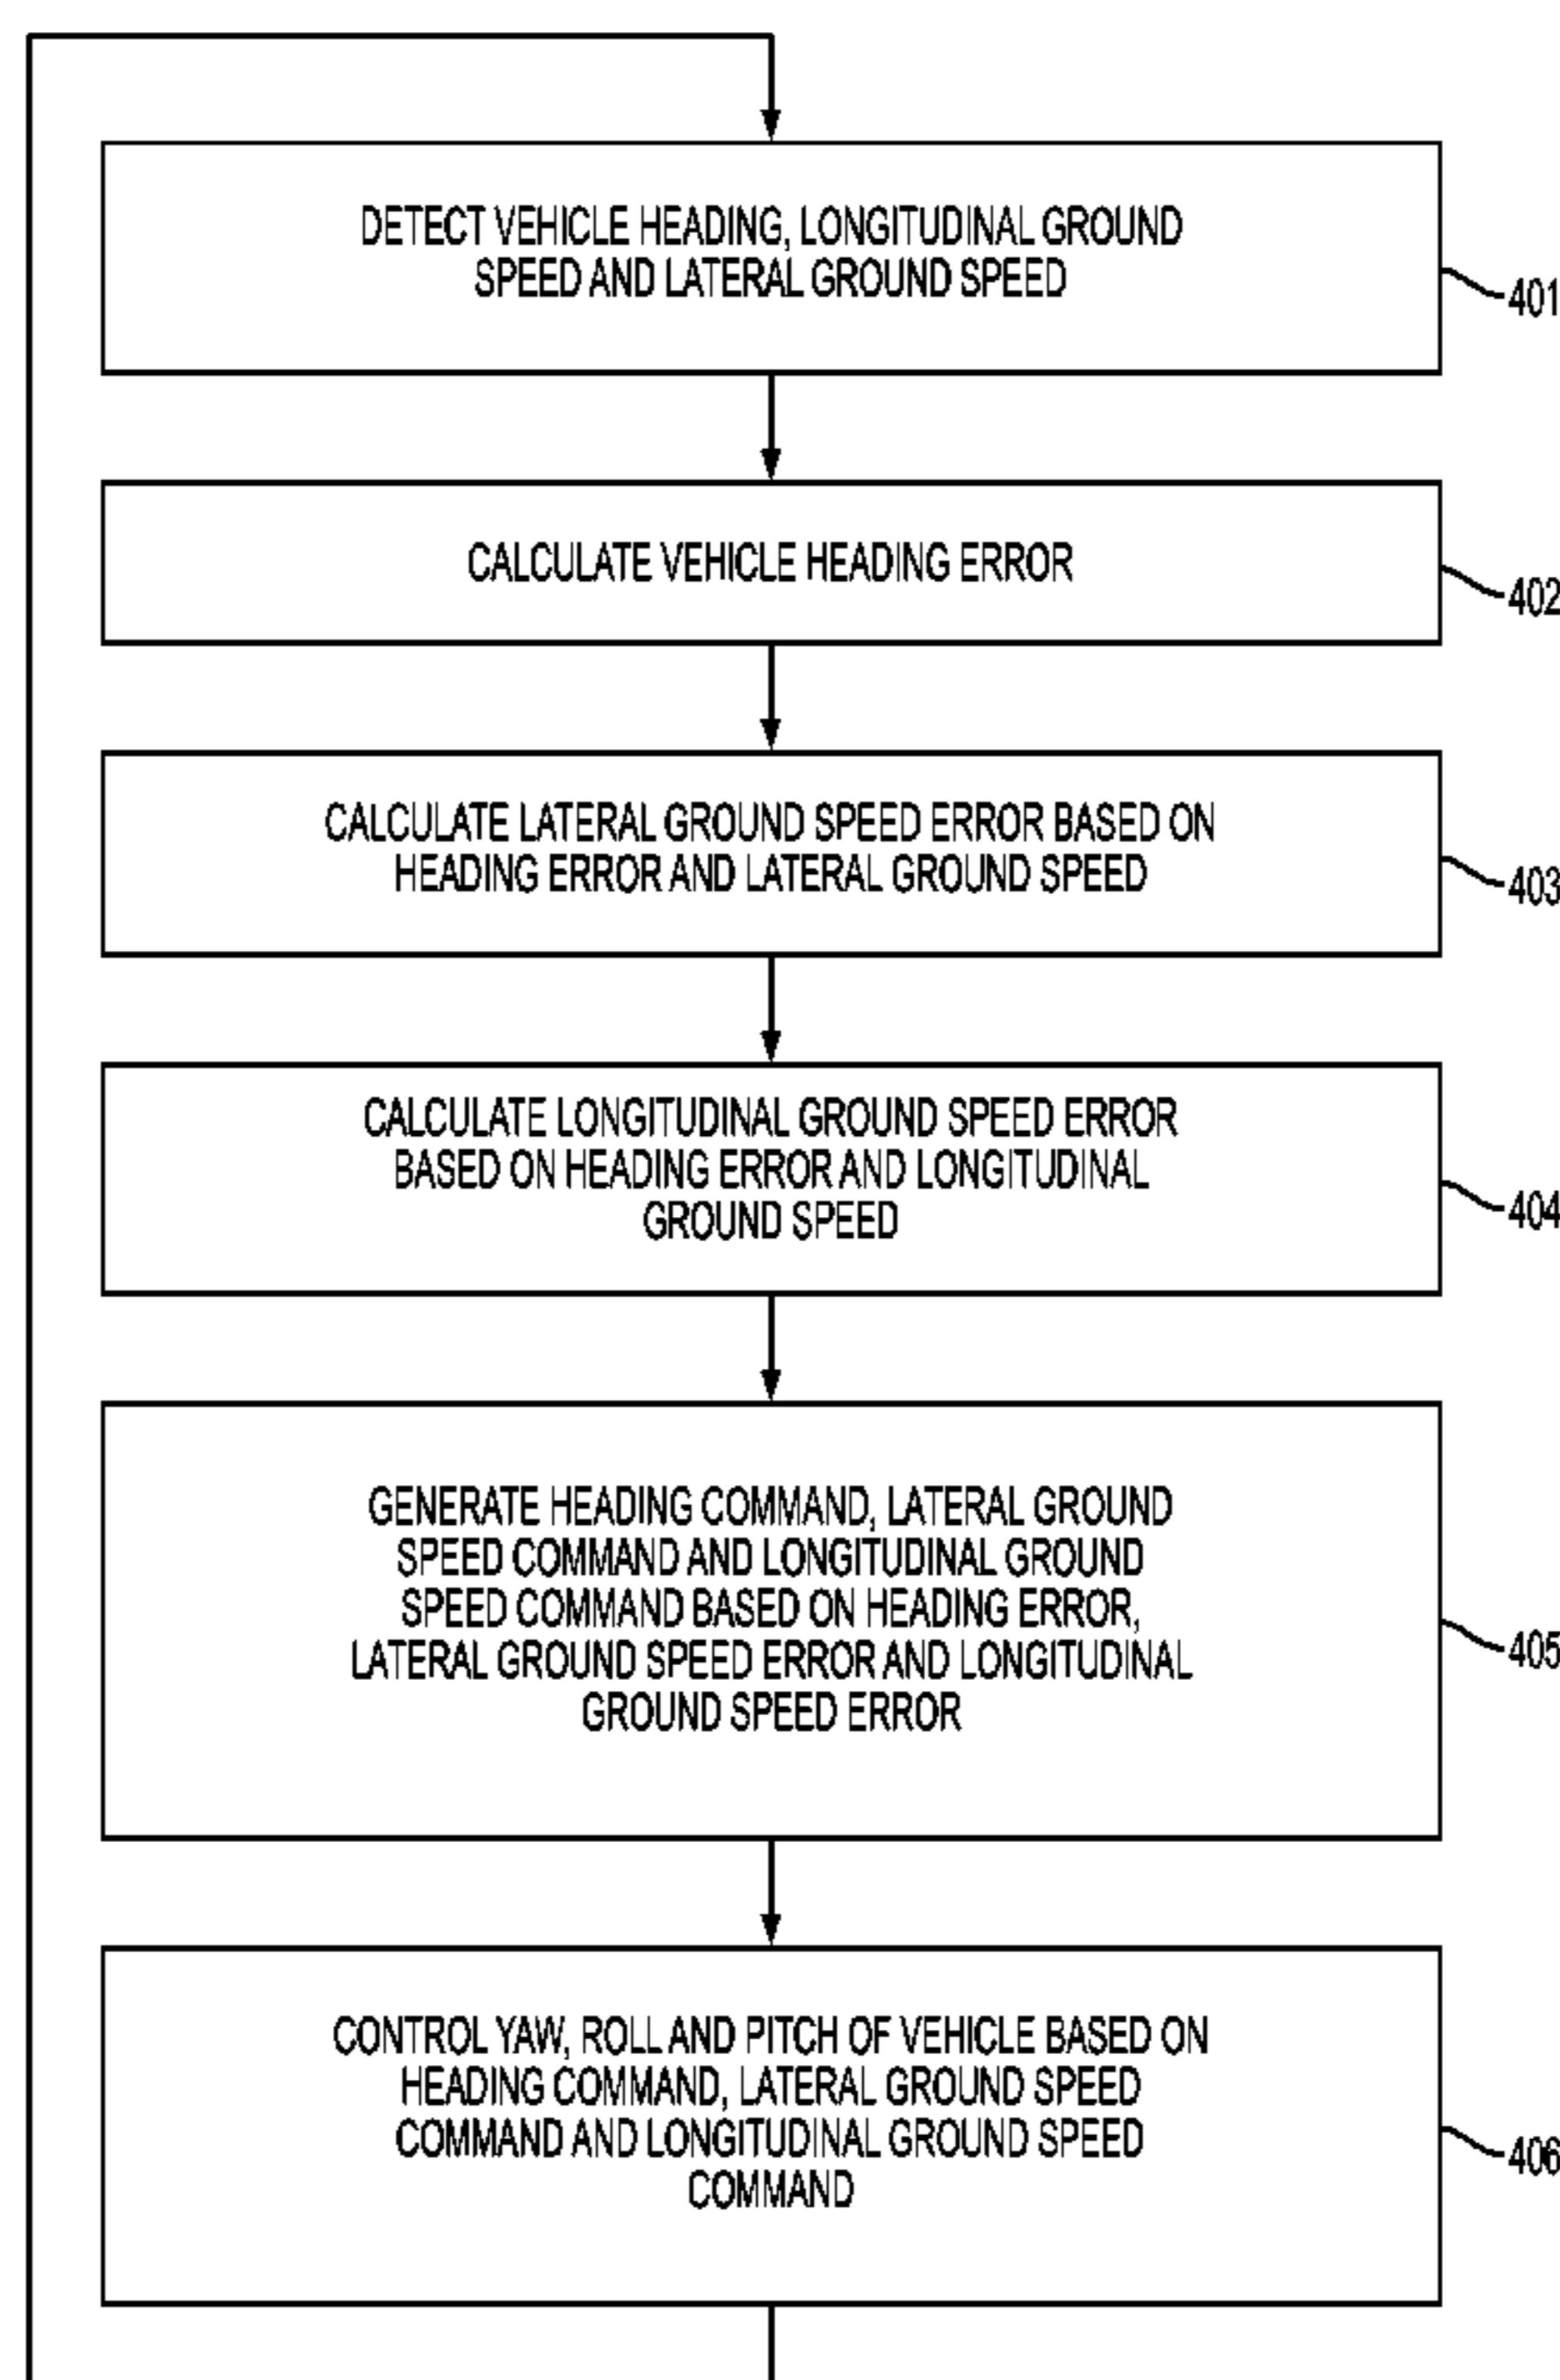 DETECT VEHICLE HEADING, LONGITUDINAL GROUND
SPEED AND LATERAL GROUND SPEED
401
CALCULATE VEHICLE HEADING ERROR
402
CALCULATE LATERAL GROUND SPEED ERROR BASED ON
HEADING ERROR AND LATERAL GROUND SPEED
403
CALCULATE LONGITUDINAL GROUND SPEED ERROR
BASED ON HEADING ERROR AND LONGITUDINAL
GROUND SPEED
404
GENERATE HEADING COMMAND, LATERAL GROUND
SPEED COMMAND AND LONGITUDINAL GROUND
SPEED COMMAND BASED ON HEADING ERROR,
LATERAL GROUND SPEED ERROR AND LONGITUDINAL
GROUND SPEED ERROR
405
CONTROL YAW, ROLL AND PITCH OF VEHICLE BASED ON
HEADING COMMAND, LATERAL GROUND SPEED
COMMAND AND LONGITUDINAL GROUND SPEED
COMMAND
406